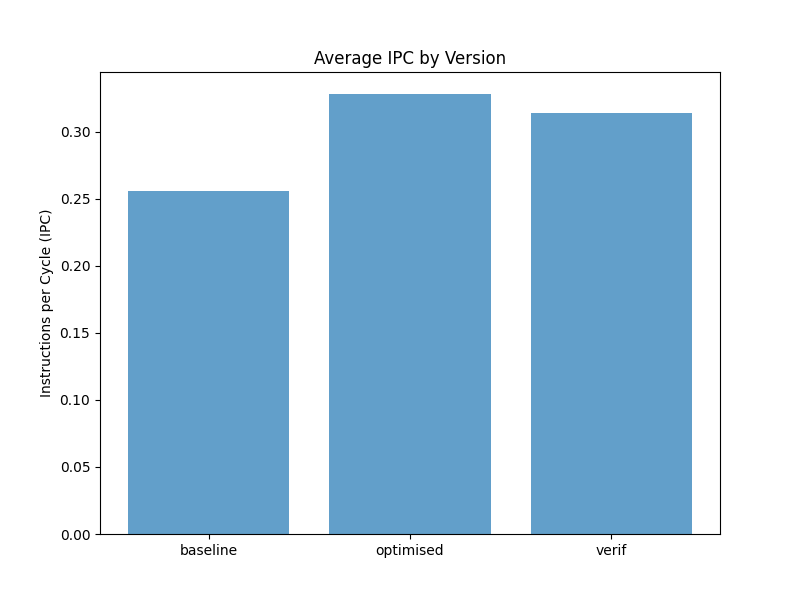 Average IPC by Version
Instructions per Cycle (IPC)
0.30
0.25
0.20
0.15
0.10
0.05
0.00
baseline
optimised
verif